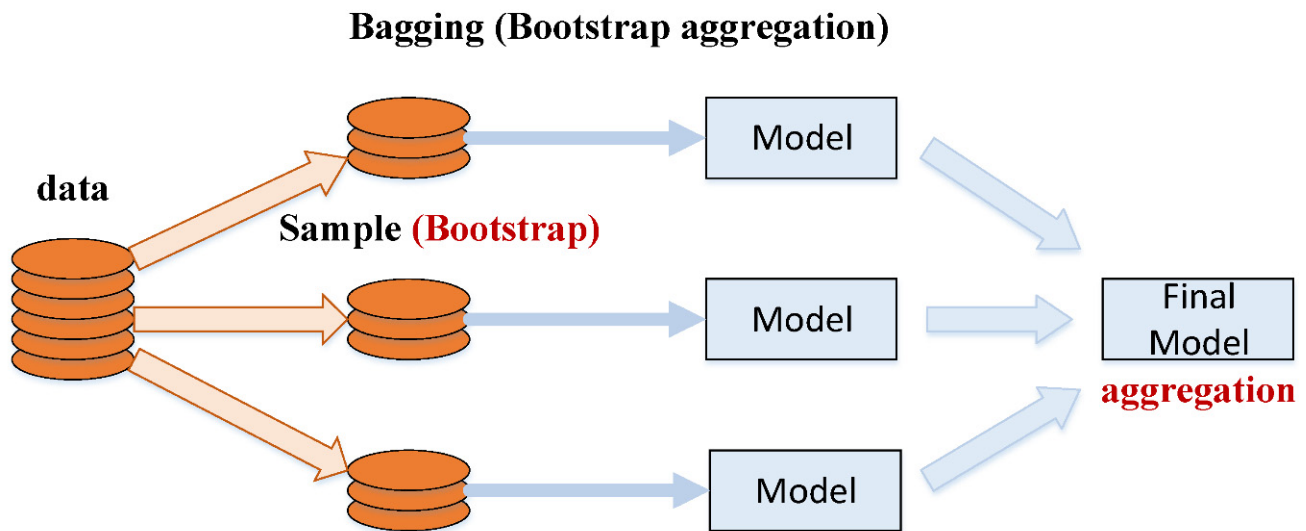 Bagging (Bootstrap aggregation)
data
Sample (Bootstrap)
Model
Model
Model
Final
Model
aggregation